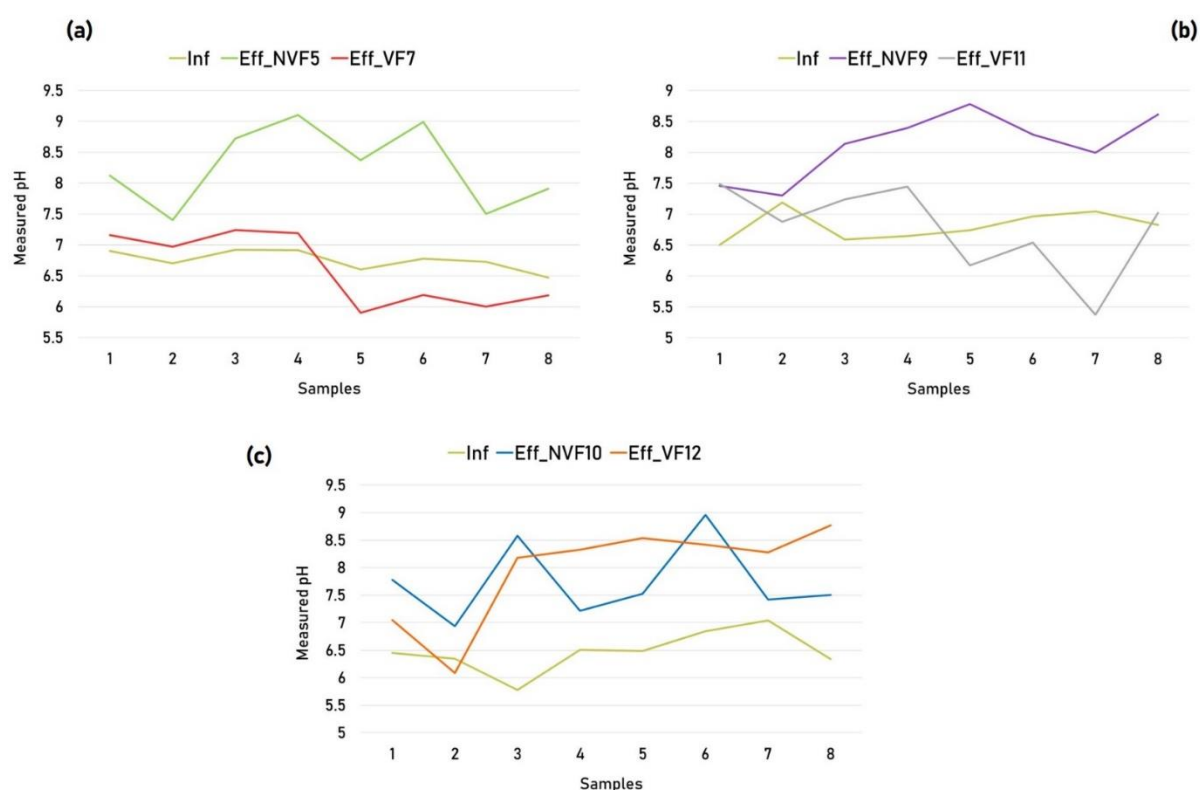 (a)
Inf Eff_NVF5 Eff_VF7
9.5
9
8.5
8
7.5
7
6.5
6
5.5
Measured pH
1 2 3 4 5 6 7 8
Samples
(b)
Inf Eff_NVF9 Eff_VF11
9
8.5
8
7.5
7
6.5
6
5.5
5
Measured pH
1 2 3 4 5 6 7 8
Samples
(c)
Inf Eff_NVF10 Eff_VF12
9.5
9
8.5
8
7.5
7
6.5
6
5.5
5
Measured pH
1 2 3 4 5 6 7 8
Samples